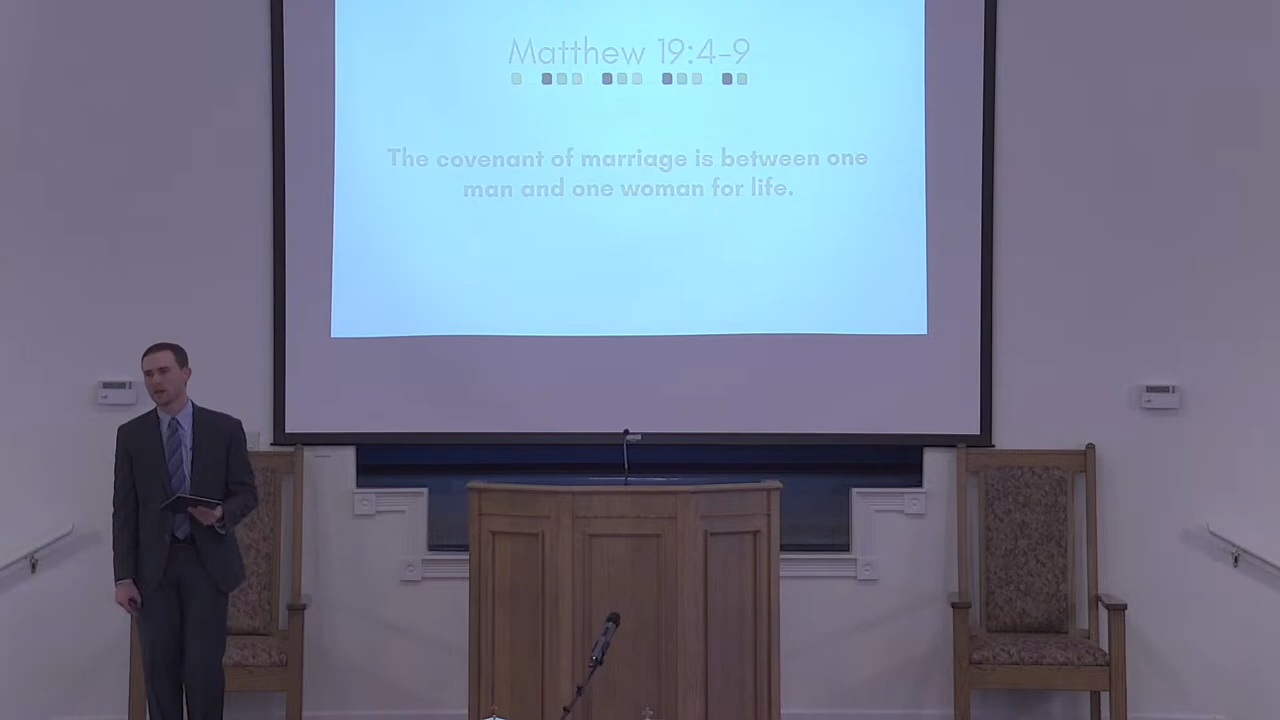 Matthew 19:4–9
The covenant of marriage is between one
man and one woman for life.